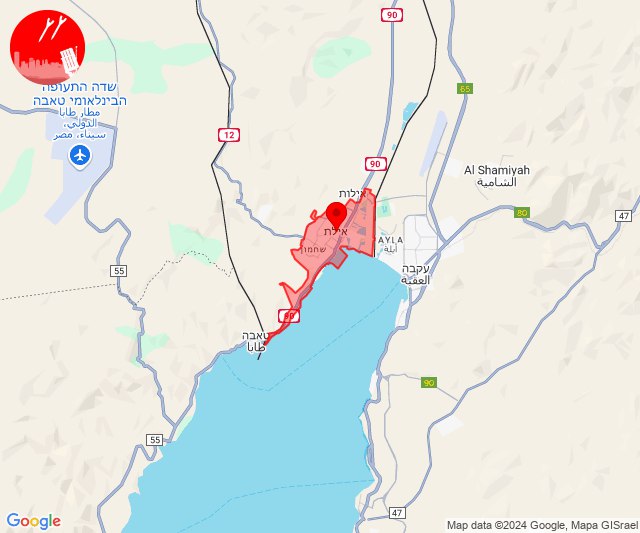 90
65
שדה התעופה
הבינלאומי טאבה
مطار طابا
الدولي،
سيناء، مصر
12
90
Al Shamiyah
الشامية
אילות
80
47
אילת
AYLA
أيلة
שחמון
עקבה
العقبة
55
90
טאבה
طابا
90
55
47
Google
Map data ©2024 Google, Mapa GISrael